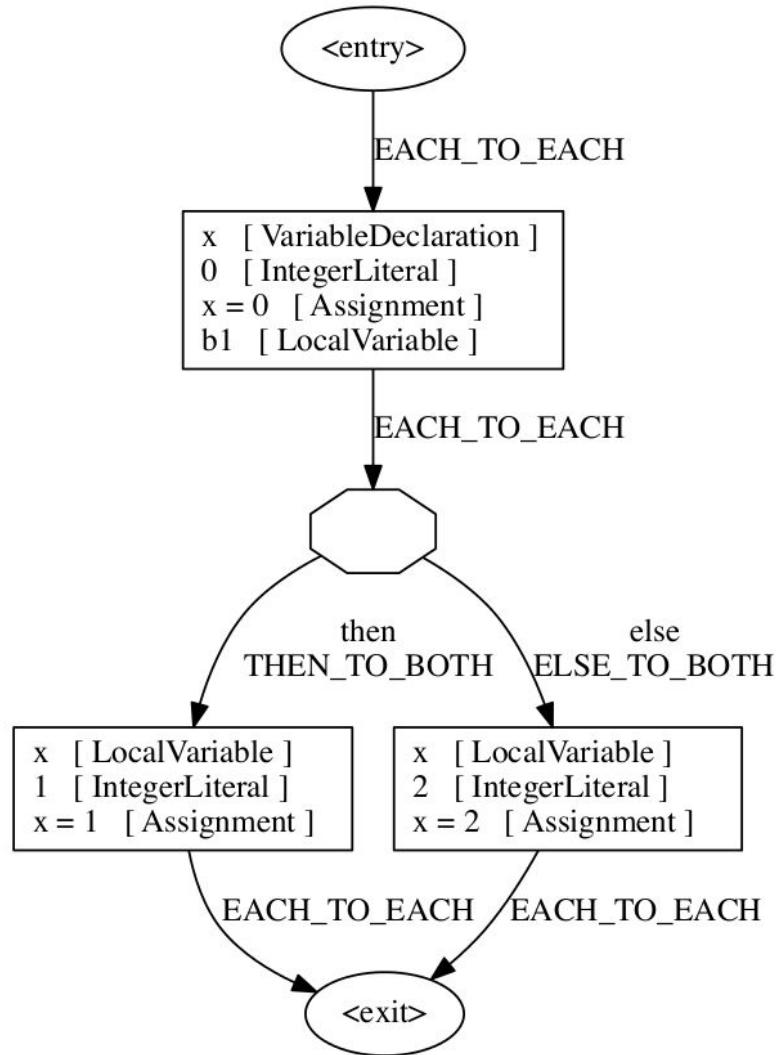 <entry>
EACH_TO_EACH
x [ VariableDeclaration ]
0 [ IntegerLiteral ]
x = 0 [ Assignment ]
b1 [ LocalVariable ]
EACH_TO_EACH
then
THEN_TO_BOTH
else
ELSE_TO_BOTH
x [ LocalVariable ]
1 [ IntegerLiteral ]
x = 1 [ Assignment ]
x [ LocalVariable ]
2 [ IntegerLiteral ]
x = 2 [ Assignment ]
EACH_TO_EACH
EACH_TO_EACH
<exit>